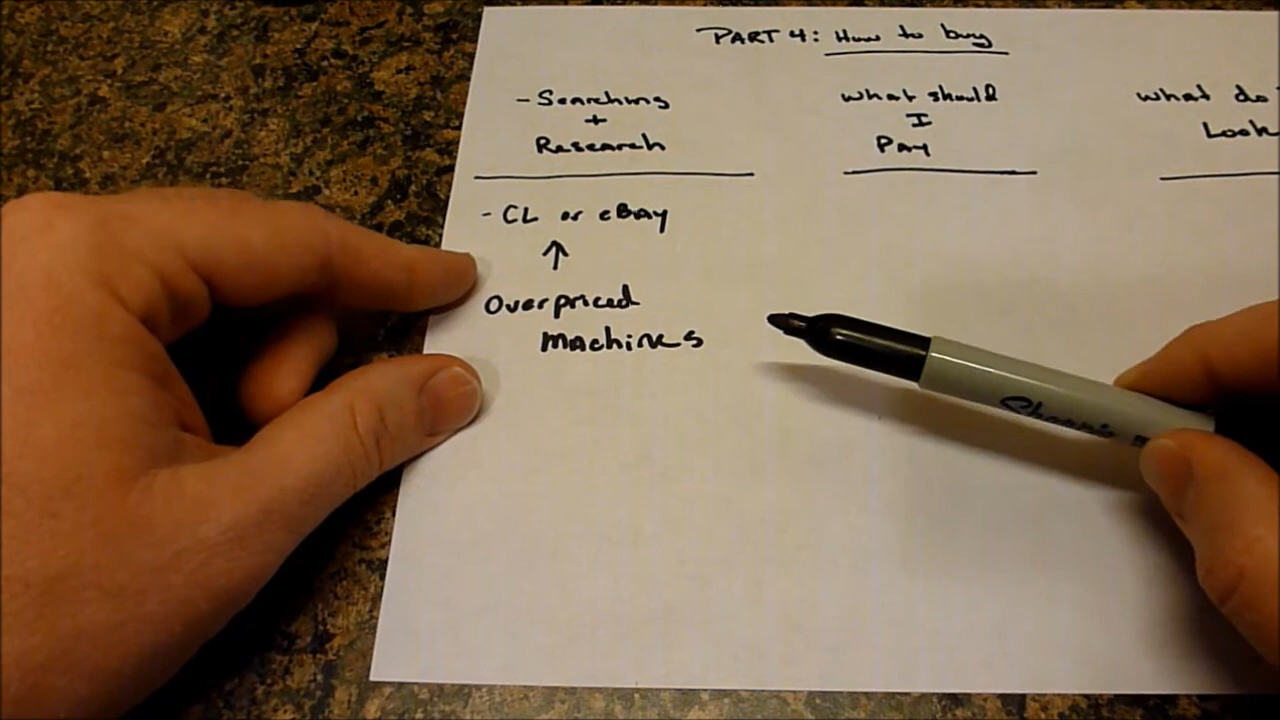 PART 4: How to buy
- Searching
+
Research
what should
I
Pay
what do
Look
- CL or eBay
↑
Overpriced
Machines
Sharpie